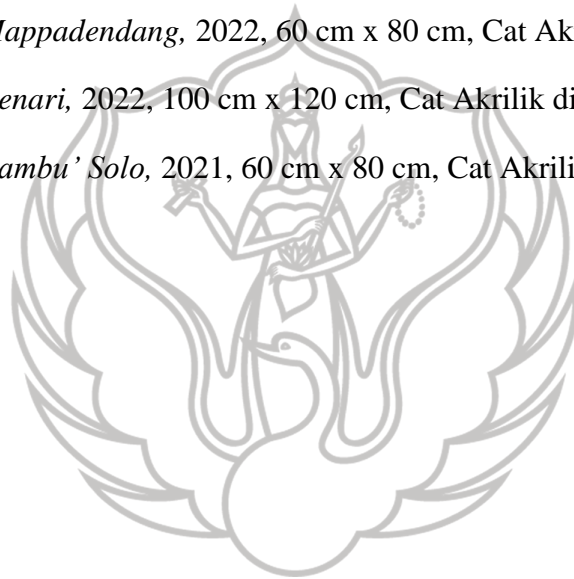 Mappadendang, 2022, 60 cm x 80 cm, Cat Ak
enari, 2022, 100 cm x 120 cm, Cat Akrilik di
ambu’ Solo, 2021, 60 cm x 80 cm, Cat Akrili